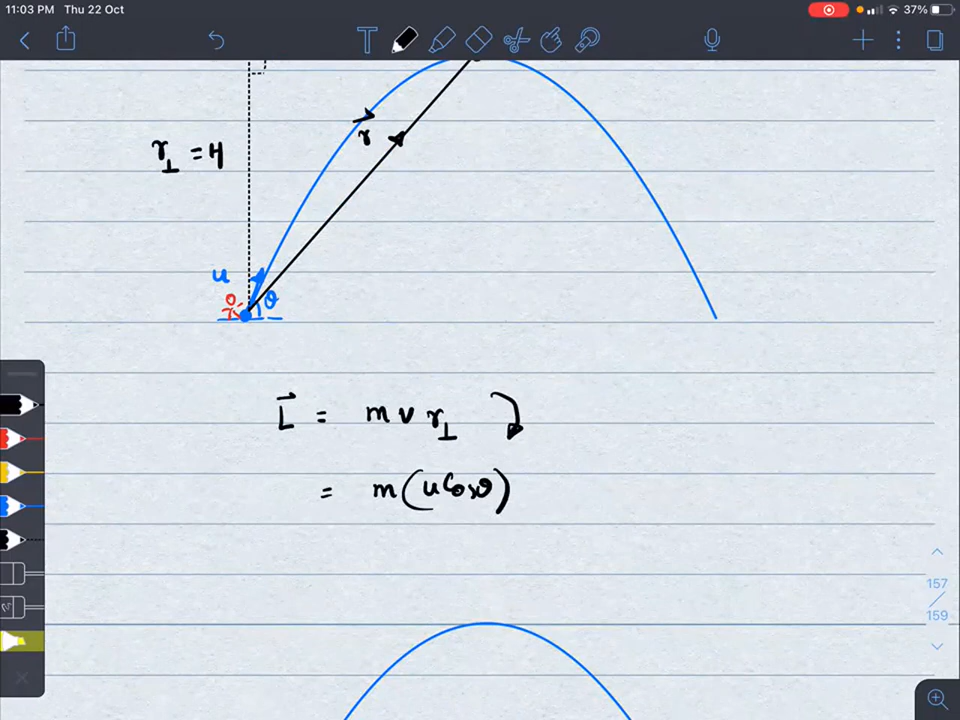 11:03 PM Thu 22 Oct 37%
T
r⃗
r⊥ = H
u
θ
O
L⃗ = m v r⊥
= m(u Cosθ)
157
159